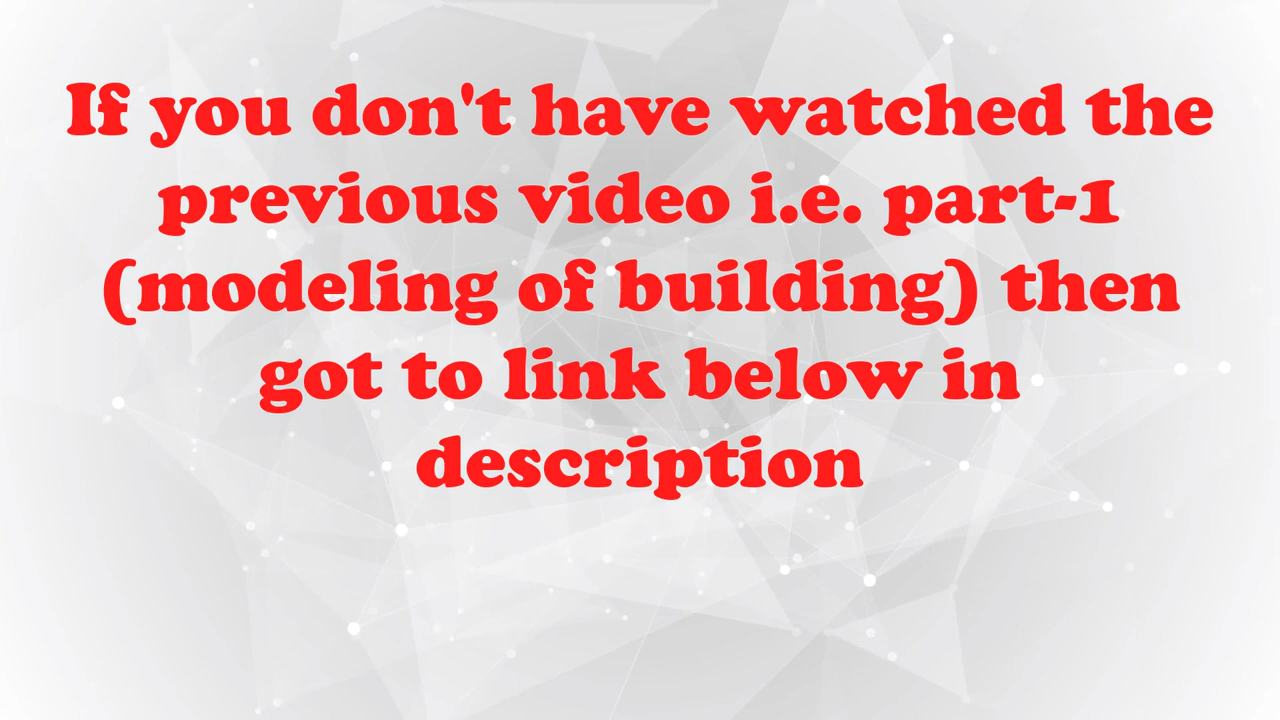 If you don't have watched the
previous video i.e. part-1
(modeling of building) then
got to link below in
description